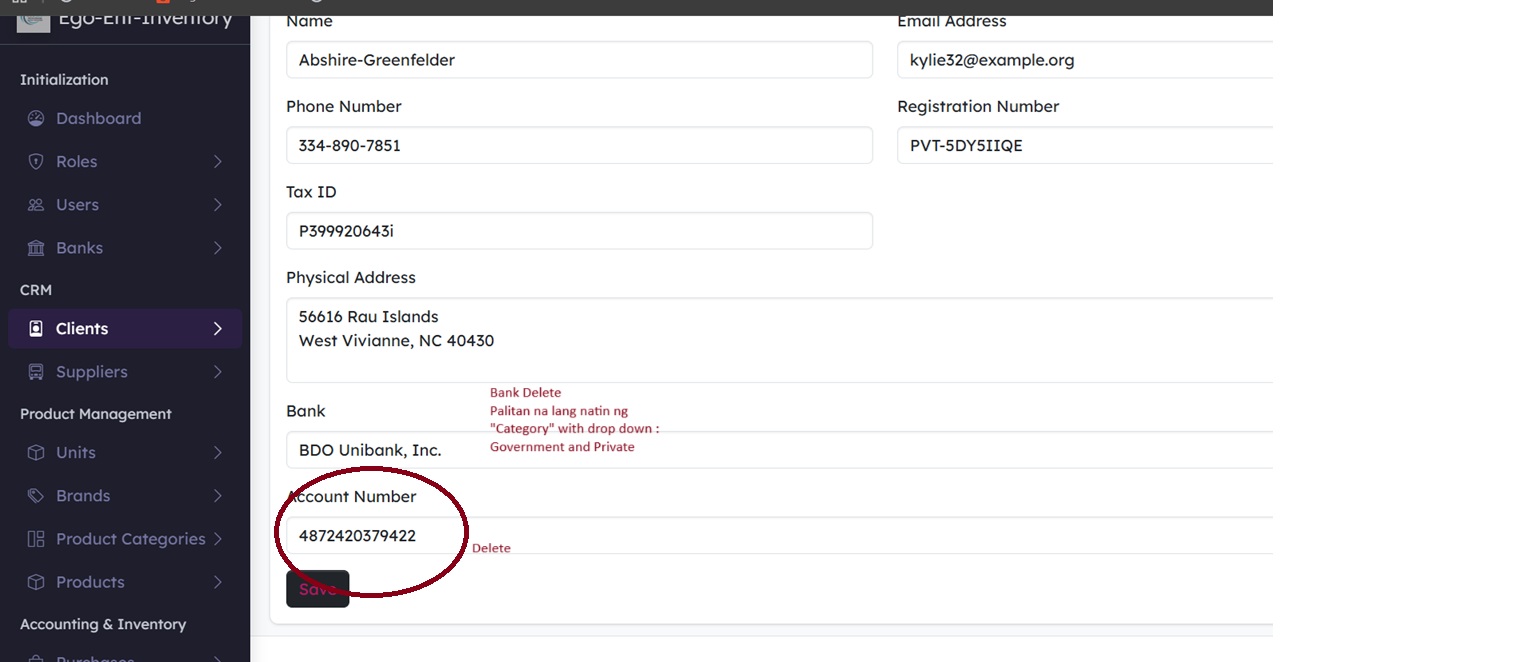 Ego-Ent-Inventory
Initialization
Dashboard
Roles
Users
Banks
CRM
Clients
Suppliers
Product Management
Units
Brands
Product Categories
Products
Accounting & Inventory
Purchases
Name
Email Address
Abshire-Greenfelder
kylie32@example.org
Phone Number
Registration Number
334-890-7851
PVT-5DY5IIQE
Tax ID
P399920643i
Physical Address
56616 Rau Islands
West Vivianne, NC 40430
Bank Delete
Palitan na lang natin ng
"Category" with drop down :
Government and Private
Bank
BDO Unibank, Inc.
Account Number
4872420379422
Delete
Save